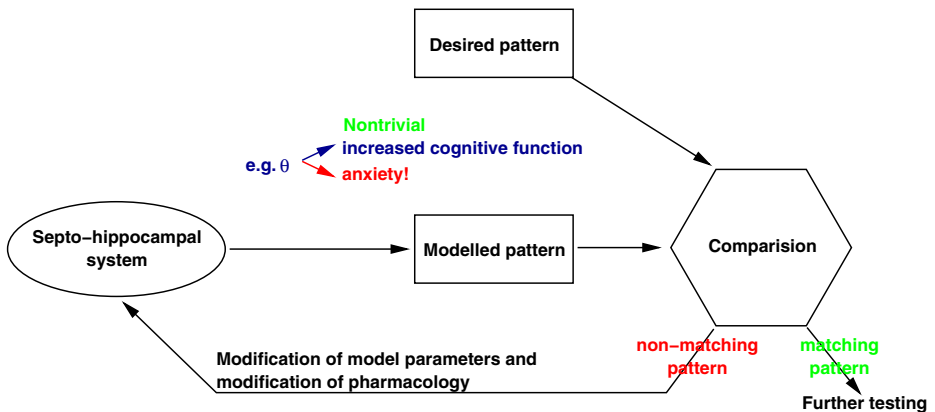 Desired pattern
Nontrivial
increased cognitive function
e.g. θ
anxiety!
Septo-hippocampal
system
Modelled pattern
Comparision
Modification of model parameters and
modification of pharmacology
non-matching
pattern
matching
pattern
Further testing